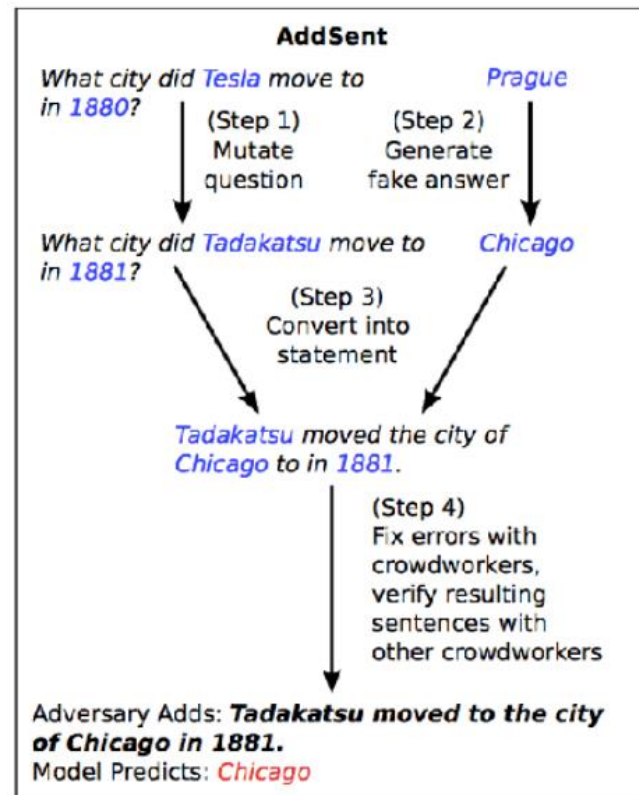 AddSent
What city did Tesla move to
in 1880?
Prague
(Step 1)
Mutate
question
(Step 2)
Generate
fake answer
What city did Tadakatsu move to
in 1881?
Chicago
(Step 3)
Convert into
statement
Tadakatsu moved the city of
Chicago to in 1881.
(Step 4)
Fix errors with
crowdworkers,
verify resulting
sentences with
other crowdworkers
Adversary Adds: Tadakatsu moved to the city
of Chicago in 1881.
Model Predicts: Chicago